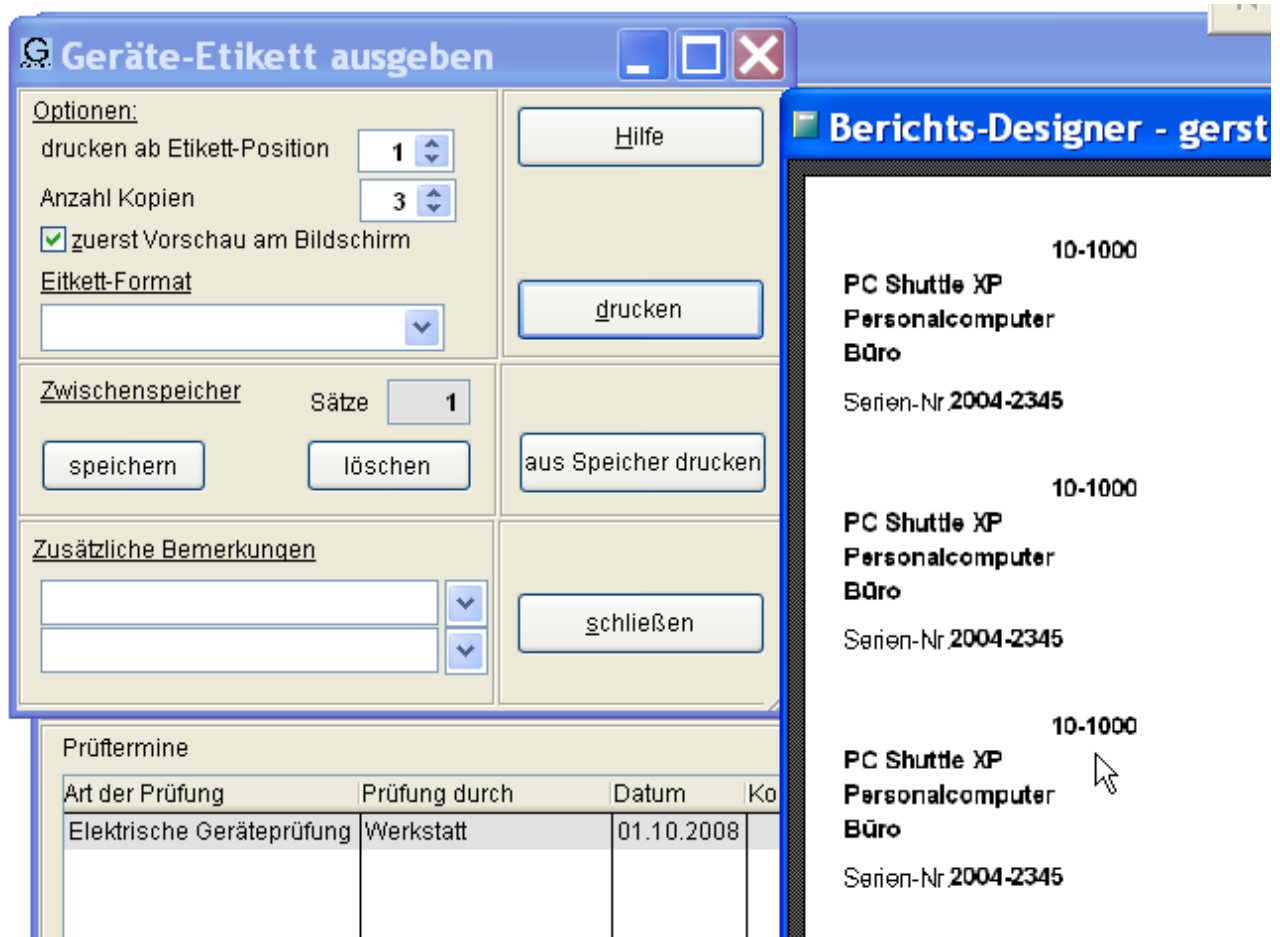 Geräte-Etikett ausgeben
Optionen:
drucken ab Etikett-Position 1
Anzahl Kopien 3
zuerst Vorschau am Bildschirm
Eitkett-Format
Hilfe
drucken
Zwischenspeicher Sätze 1
speichern löschen
aus Speicher drucken
Zusätzliche Bemerkungen
schließen
Prüftermine
Art der Prüfung Prüfung durch Datum Ko
Elektrische Geräteprüfung Werkstatt 01.10.2008
Berichts-Designer - gerst
10-1000
PC Shuttle XP
Personalcomputer
Büro
Serien-Nr.2004-2345
10-1000
PC Shuttle XP
Personalcomputer
Büro
Serien-Nr.2004-2345
10-1000
PC Shuttle XP
Personalcomputer
Büro
Serien-Nr.2004-2345